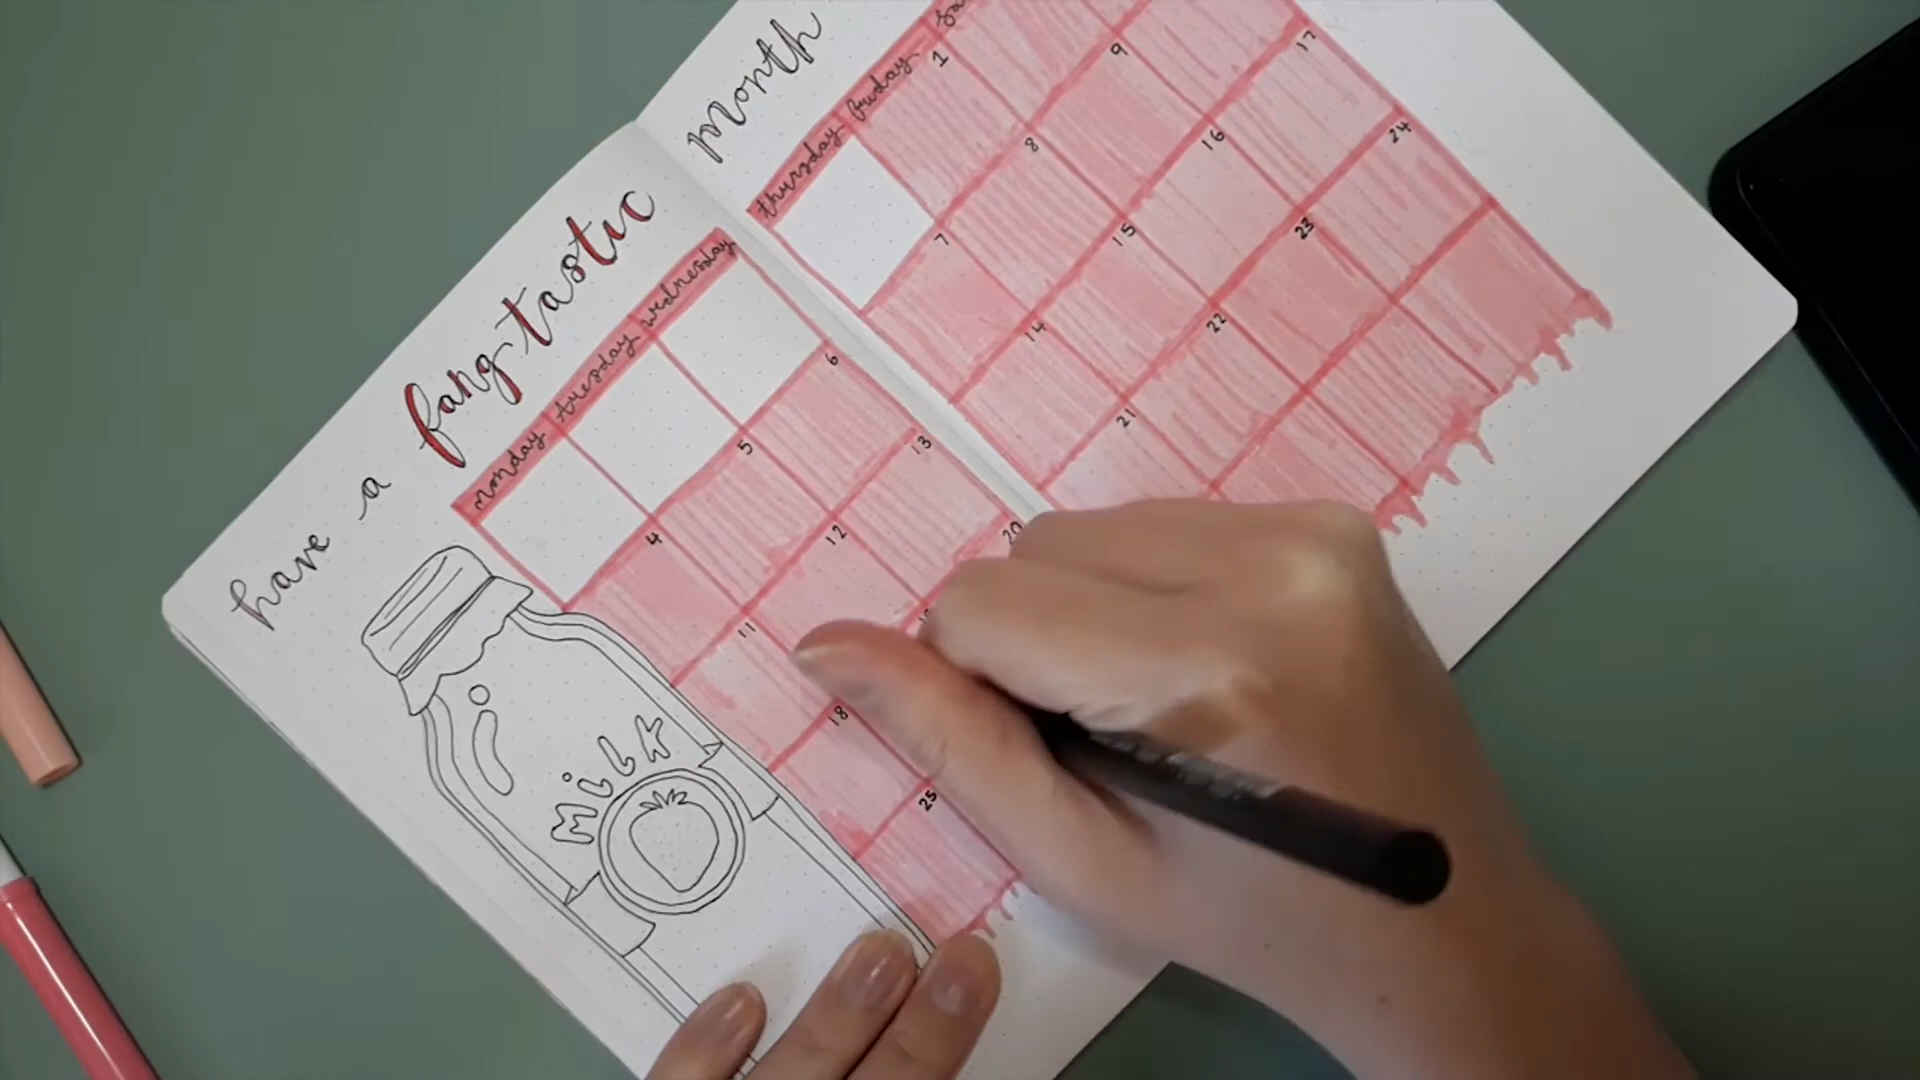 have a fangtastic month
monday tuesday wednesday thursday friday
1
4 5 6 7 8 9
11 12 13 14 15 16 17
18 20 21 22 23 24
25
MiLK